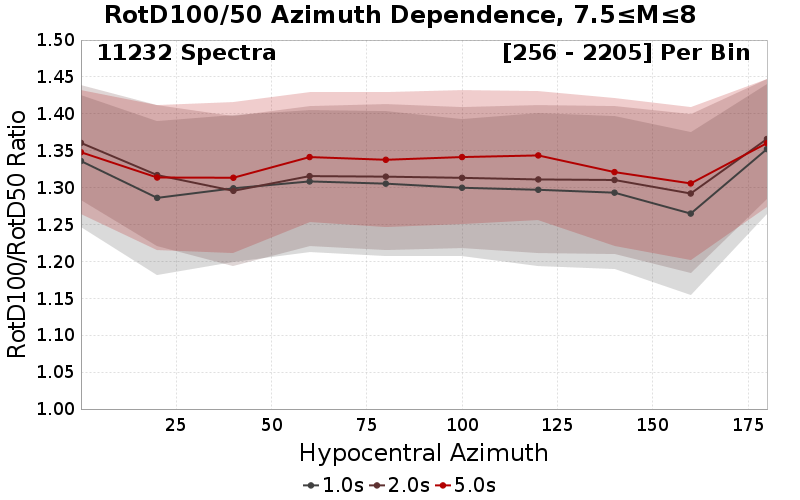 RotD100/50 Azimuth Dependence, 7.5≤M≤8
11232 Spectra
[256 - 2205] Per Bin
RotD100/RotD50 Ratio
1.50
1.45
1.40
1.35
1.30
1.25
1.20
1.15
1.10
1.05
1.00
25 50 75 100 125 150 175
Hypocentral Azimuth
1.0s 2.0s 5.0s